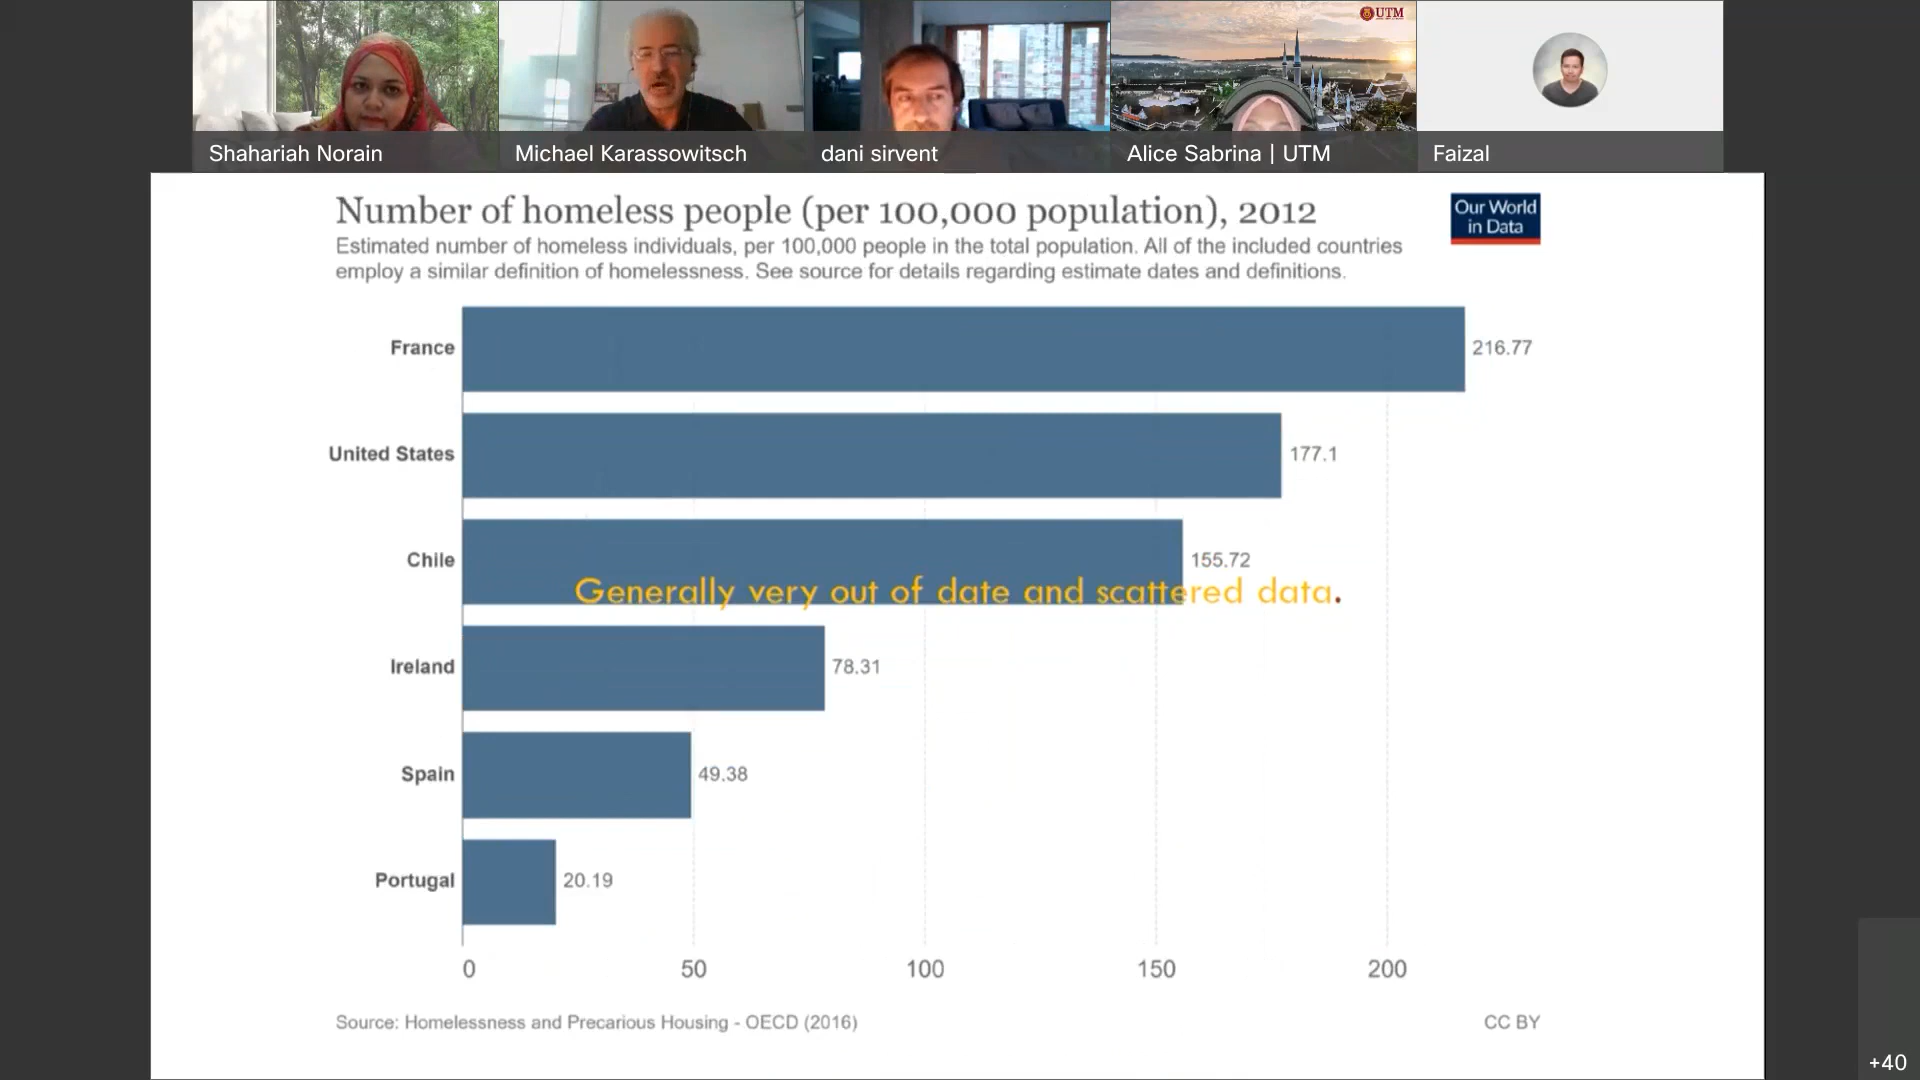 UTM
Shahariah Norain
Michael Karassowitsch
dani sirvent
Alice Sabrina | UTM
Faizal
Number of homeless people (per 100,000 population), 2012
Our World
in Data
Estimated number of homeless individuals, per 100,000 people in the total population. All of the included countries
employ a similar definition of homelessness. See source for details regarding estimate dates and definitions.
France 216.77
United States 177.1
Chile 155.72
Generally very out of date and scattered data.
Ireland 78.31
Spain 49.38
Portugal 20.19
0 50 100 150 200
Source: Homelessness and Precarious Housing - OECD (2016)
CC BY
+40